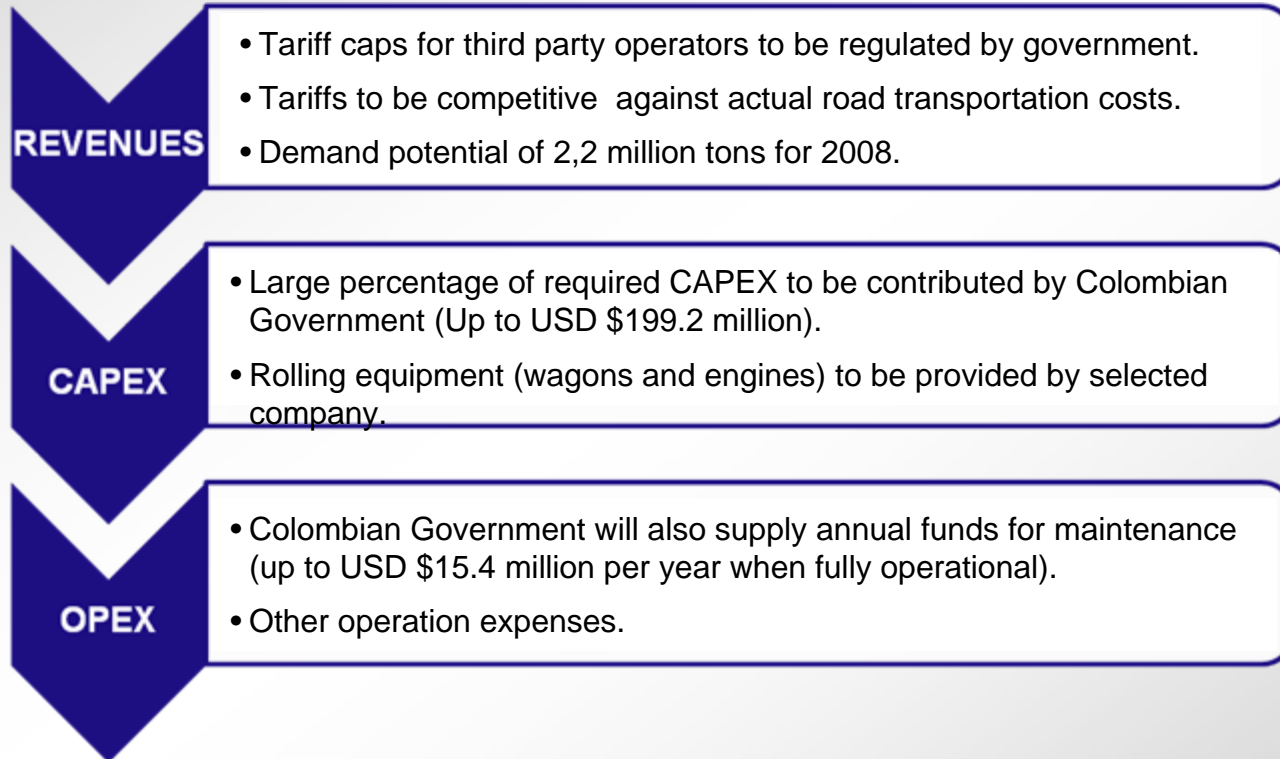 REVENUES
• Tariff caps for third party operators to be regulated by government.
• Tariffs to be competitive  against actual road transportation costs.
• Demand potential of 2,2 million tons for 2008.
CAPEX
• Large percentage of required CAPEX to be contributed by Colombian
Government (Up to USD $199.2 million).
• Rolling equipment (wagons and engines) to be provided by selected
company.
OPEX
• Colombian Government will also supply annual funds for maintenance
(up to USD $15.4 million per year when fully operational).
• Other operation expenses.